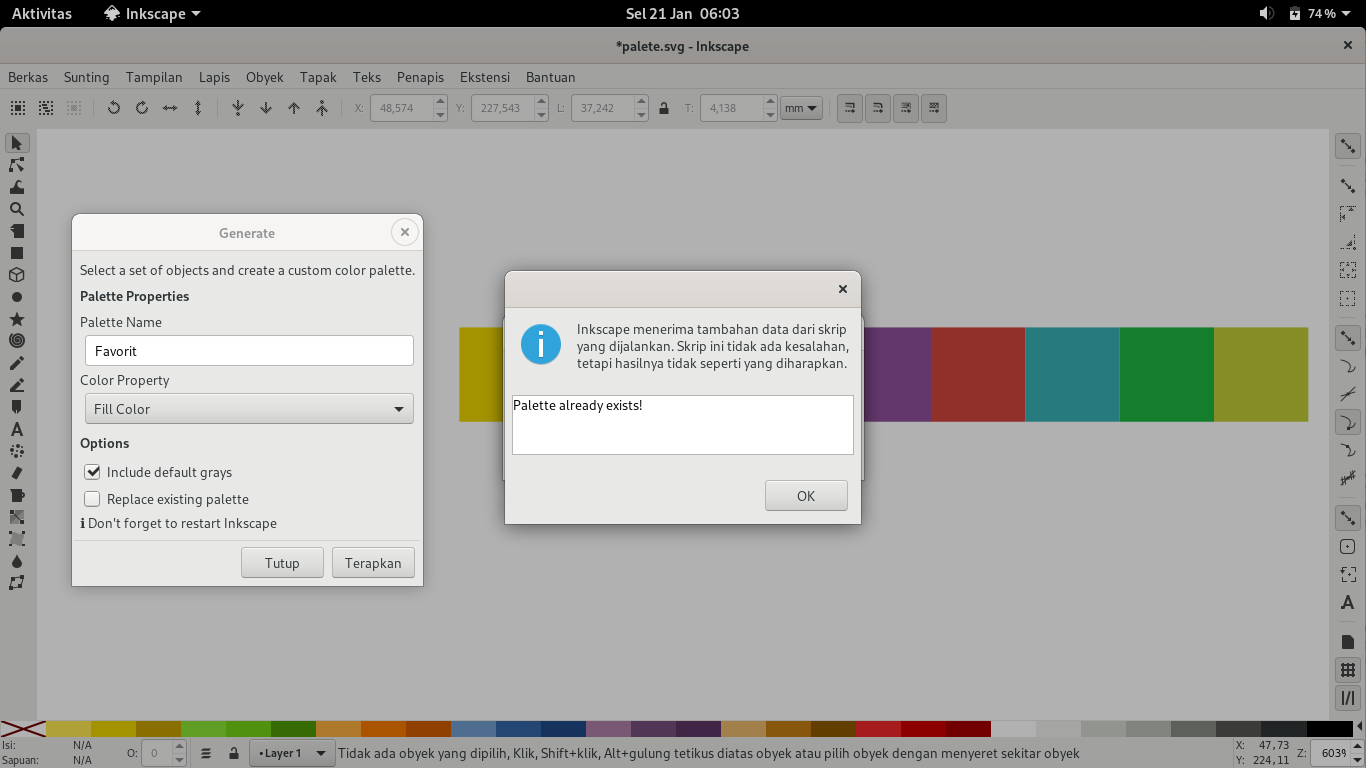 Aktivitas Inkscape Sel 21 Jan 06:03 74%
*palete.svg - Inkscape
Berkas Sunting Tampilan Lapis Obyek Tapak Teks Penapis Ekstensi Bantuan
X: 48,574 Y: 227,543 L: 37,242 T: 4,138 mm
Generate
Select a set of objects and create a custom color palette.
Palette Properties
Palette Name
Favorit
Color Property
Fill Color
Options
Include default grays
Replace existing palette
Don't forget to restart Inkscape
Tutup Terapkan
Inkscape menerima tambahan data dari skrip
yang dijalankan. Skrip ini tidak ada kesalahan,
tetapi hasilnya tidak seperti yang diharapkan.
Palette already exists!
OK
Isi: N/A
Sapuan: N/A
O: 0
•Layer 1
Tidak ada obyek yang dipilih, Klik, Shift+klik, Alt+gulung tetikus diatas obyek atau pilih obyek dengan menyeret sekitar obyek
X: 47,73
Y: 224,11
Z: 603%